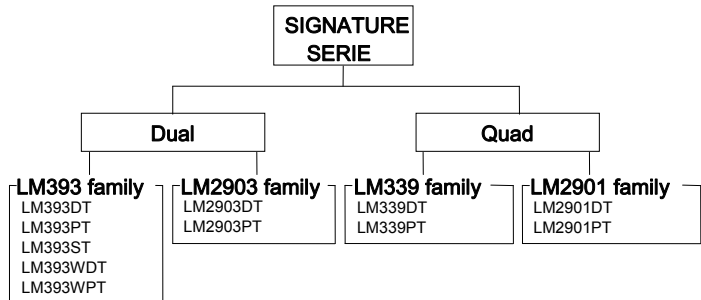 SIGNATURE
SERIE
Dual
Quad
LM393 family
LM393DT
LM393PT
LM393ST
LM393WDT
LM393WPT
LM2903 family
LM2903DT
LM2903PT
LM339 family
LM339DT
LM339PT
LM2901 family
LM2901DT
LM2901PT